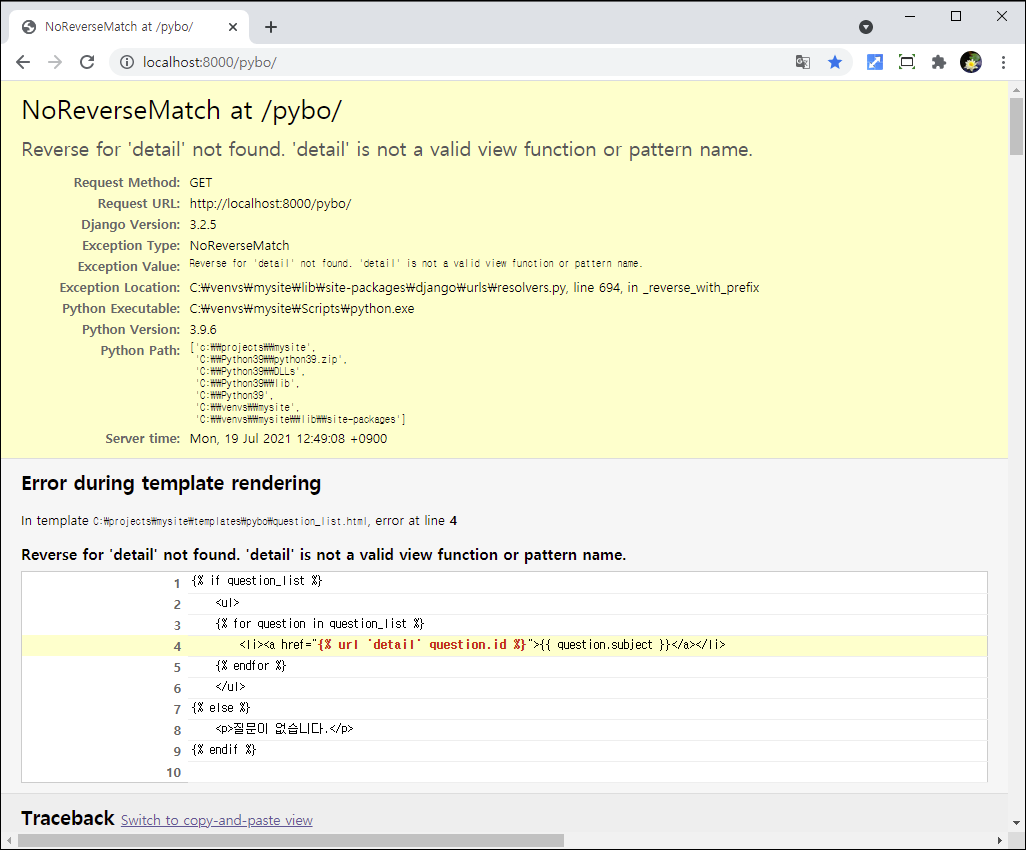 NoReverseMatch at /pybo/
localhost:8000/pybo/
NoReverseMatch at /pybo/
Reverse for 'detail' not found. 'detail' is not a valid view function or pattern name.
Request Method: GET
Request URL: http://localhost:8000/pybo/
Django Version: 3.2.5
Exception Type: NoReverseMatch
Exception Value: Reverse for 'detail' not found. 'detail' is not a valid view function or pattern name.
Exception Location: C:₩venvs₩mysite₩lib₩site-packages₩django₩urls₩resolvers.py, line 694, in _reverse_with_prefix
Python Executable: C:₩venvs₩mysite₩Scripts₩python.exe
Python Version: 3.9.6
Python Path: ['c:₩₩projects₩₩mysite',
'C:₩₩Python39₩₩python39.zip',
'C:₩₩Python39₩₩DLLs',
'C:₩₩Python39₩₩lib',
'C:₩₩Python39',
'C:₩₩venvs₩₩mysite',
'C:₩₩venvs₩₩mysite₩₩lib₩₩site-packages']
Server time: Mon, 19 Jul 2021 12:49:08 +0900
Error during template rendering
In template C:₩projects₩mysite₩templates₩pybo₩question_list.html, error at line 4
Reverse for 'detail' not found. 'detail' is not a valid view function or pattern name.
1 {% if question_list %}
2 <ul>
3 {% for question in question_list %}
4 <li><a href="{% url 'detail' question.id %}">{{ question.subject }}</a></li>
5 {% endfor %}
6 </ul>
7 {% else %}
8 <p>질문이 없습니다.</p>
9 {% endif %}
10
Traceback Switch to copy-and-paste view